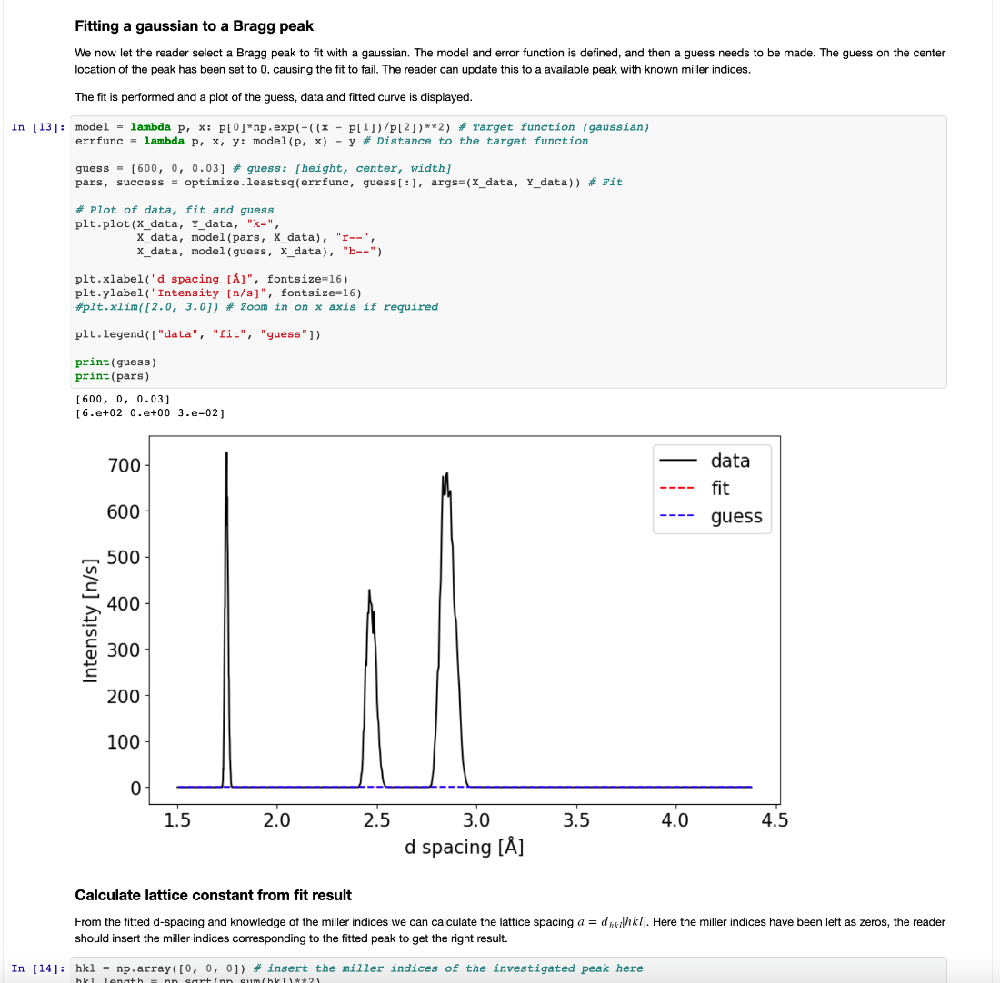 Fitting a gaussian to a Bragg peak
We now let the reader select a Bragg peak to fit with a gaussian. The model and error function is defined, and then a guess needs to be made. The guess on the center
location of the peak has been set to 0, causing the fit to fail. The reader can update this to a available peak with known miller indices.
The fit is performed and a plot of the guess, data and fitted curve is displayed.
In [13]: model = lambda p, x: p[0]*np.exp(-((x - p[1])/p[2])**2) # Target function (gaussian)
errfunc = lambda p, x, y: model(p, x) - y # Distance to the target function
guess = [600, 0, 0.03] # guess: [height, center, width]
pars, success = optimize.leastsq(errfunc, guess[:], args=(X_data, Y_data)) # Fit
# Plot of data, fit and guess
plt.plot(X_data, Y_data, "k-",
X_data, model(pars, X_data), "r--",
X_data, model(guess, X_data), "b--")
plt.xlabel("d spacing [Å]", fontsize=16)
plt.ylabel("Intensity [n/s]", fontsize=16)
#plt.xlim([2.0, 3.0]) # Zoom in on x axis if required
plt.legend(["data", "fit", "guess"])
print(guess)
print(pars)
[600, 0, 0.03]
[6.e+02 0.e+00 3.e-02]
data
fit
guess
700
600
500
400
300
200
100
0
Intensity [n/s]
1.5 2.0 2.5 3.0 3.5 4.0 4.5
d spacing [Å]
Calculate lattice constant from fit result
From the fitted d-spacing and knowledge of the miller indices we can calculate the lattice spacing a = d_{hkl}|hkl|. Here the miller indices have been left as zeros, the reader
should insert the miller indices corresponding to the fitted peak to get the right result.
In [14]: hkl = np.array([0, 0, 0]) # insert the miller indices of the investigated peak here
hkl_length = np.sqrt(np.sum(hkl)**2)